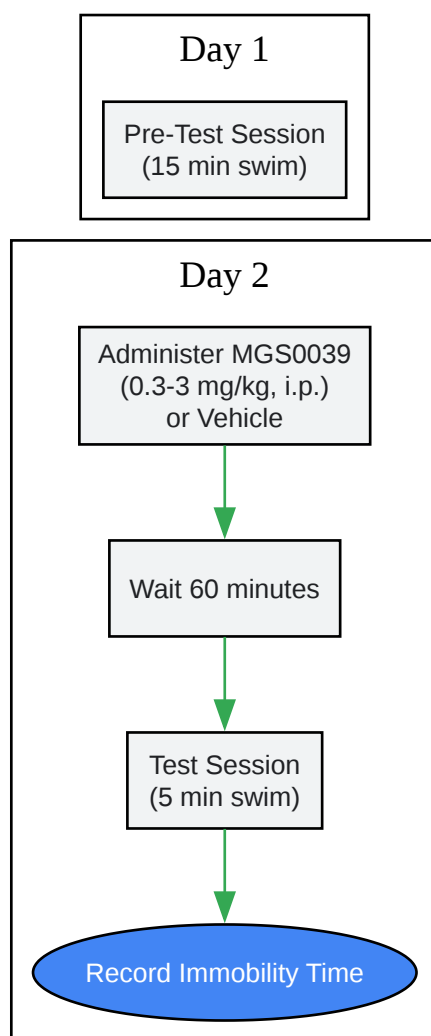 Day 1
Pre-Test Session
(15 min swim)
Day 2
Administer MGS0039
(0.3-3 mg/kg, i.p.)
or Vehicle
Wait 60 minutes
Test Session
(5 min swim)
Record Immobility Time